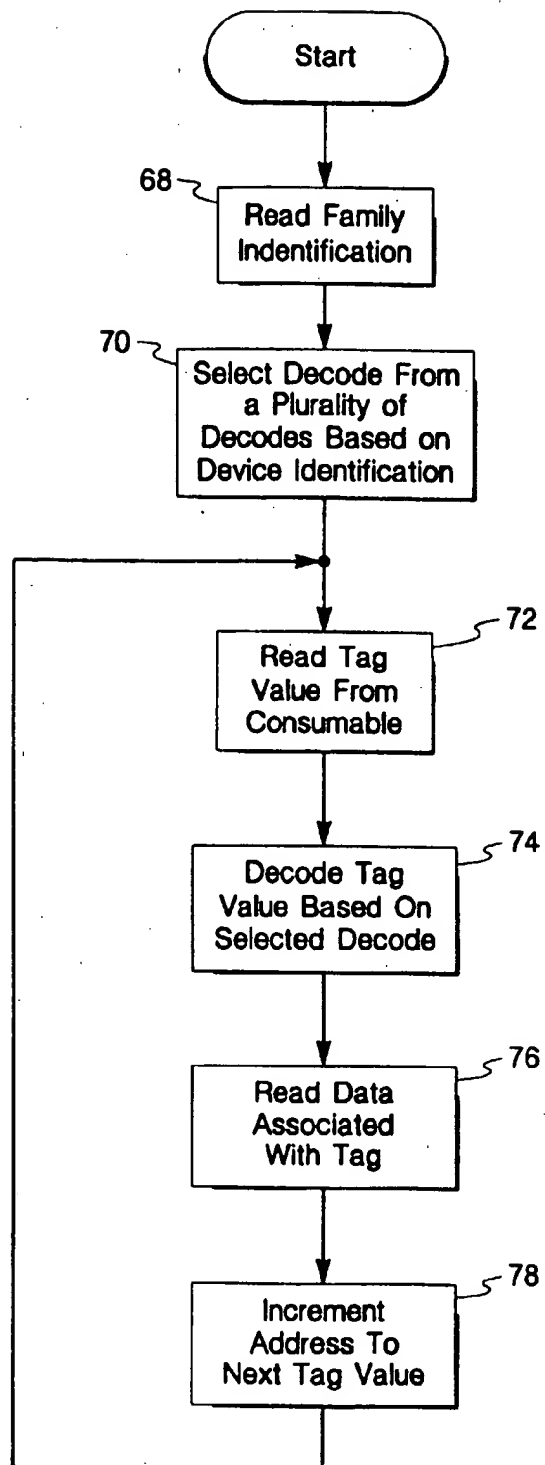 Start
68
Read Family
Indentification
70
Select Decode From
a Plurality of
Decodes Based on
Device Identification
72
Read Tag
Value From
Consumable
74
Decode Tag
Value Based On
Selected Decode
76
Read Data
Associated
With Tag
78
Increment
Address To
Next Tag Value